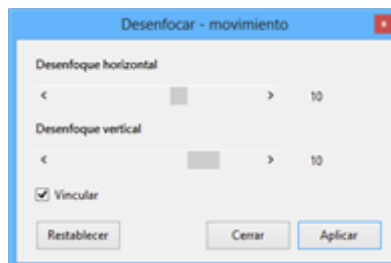 Desenfocar - movimiento
Desenfoque horizontal
10
Desenfoque vertical
10
Vincular
Restablecer
Cerrar
Aplicar